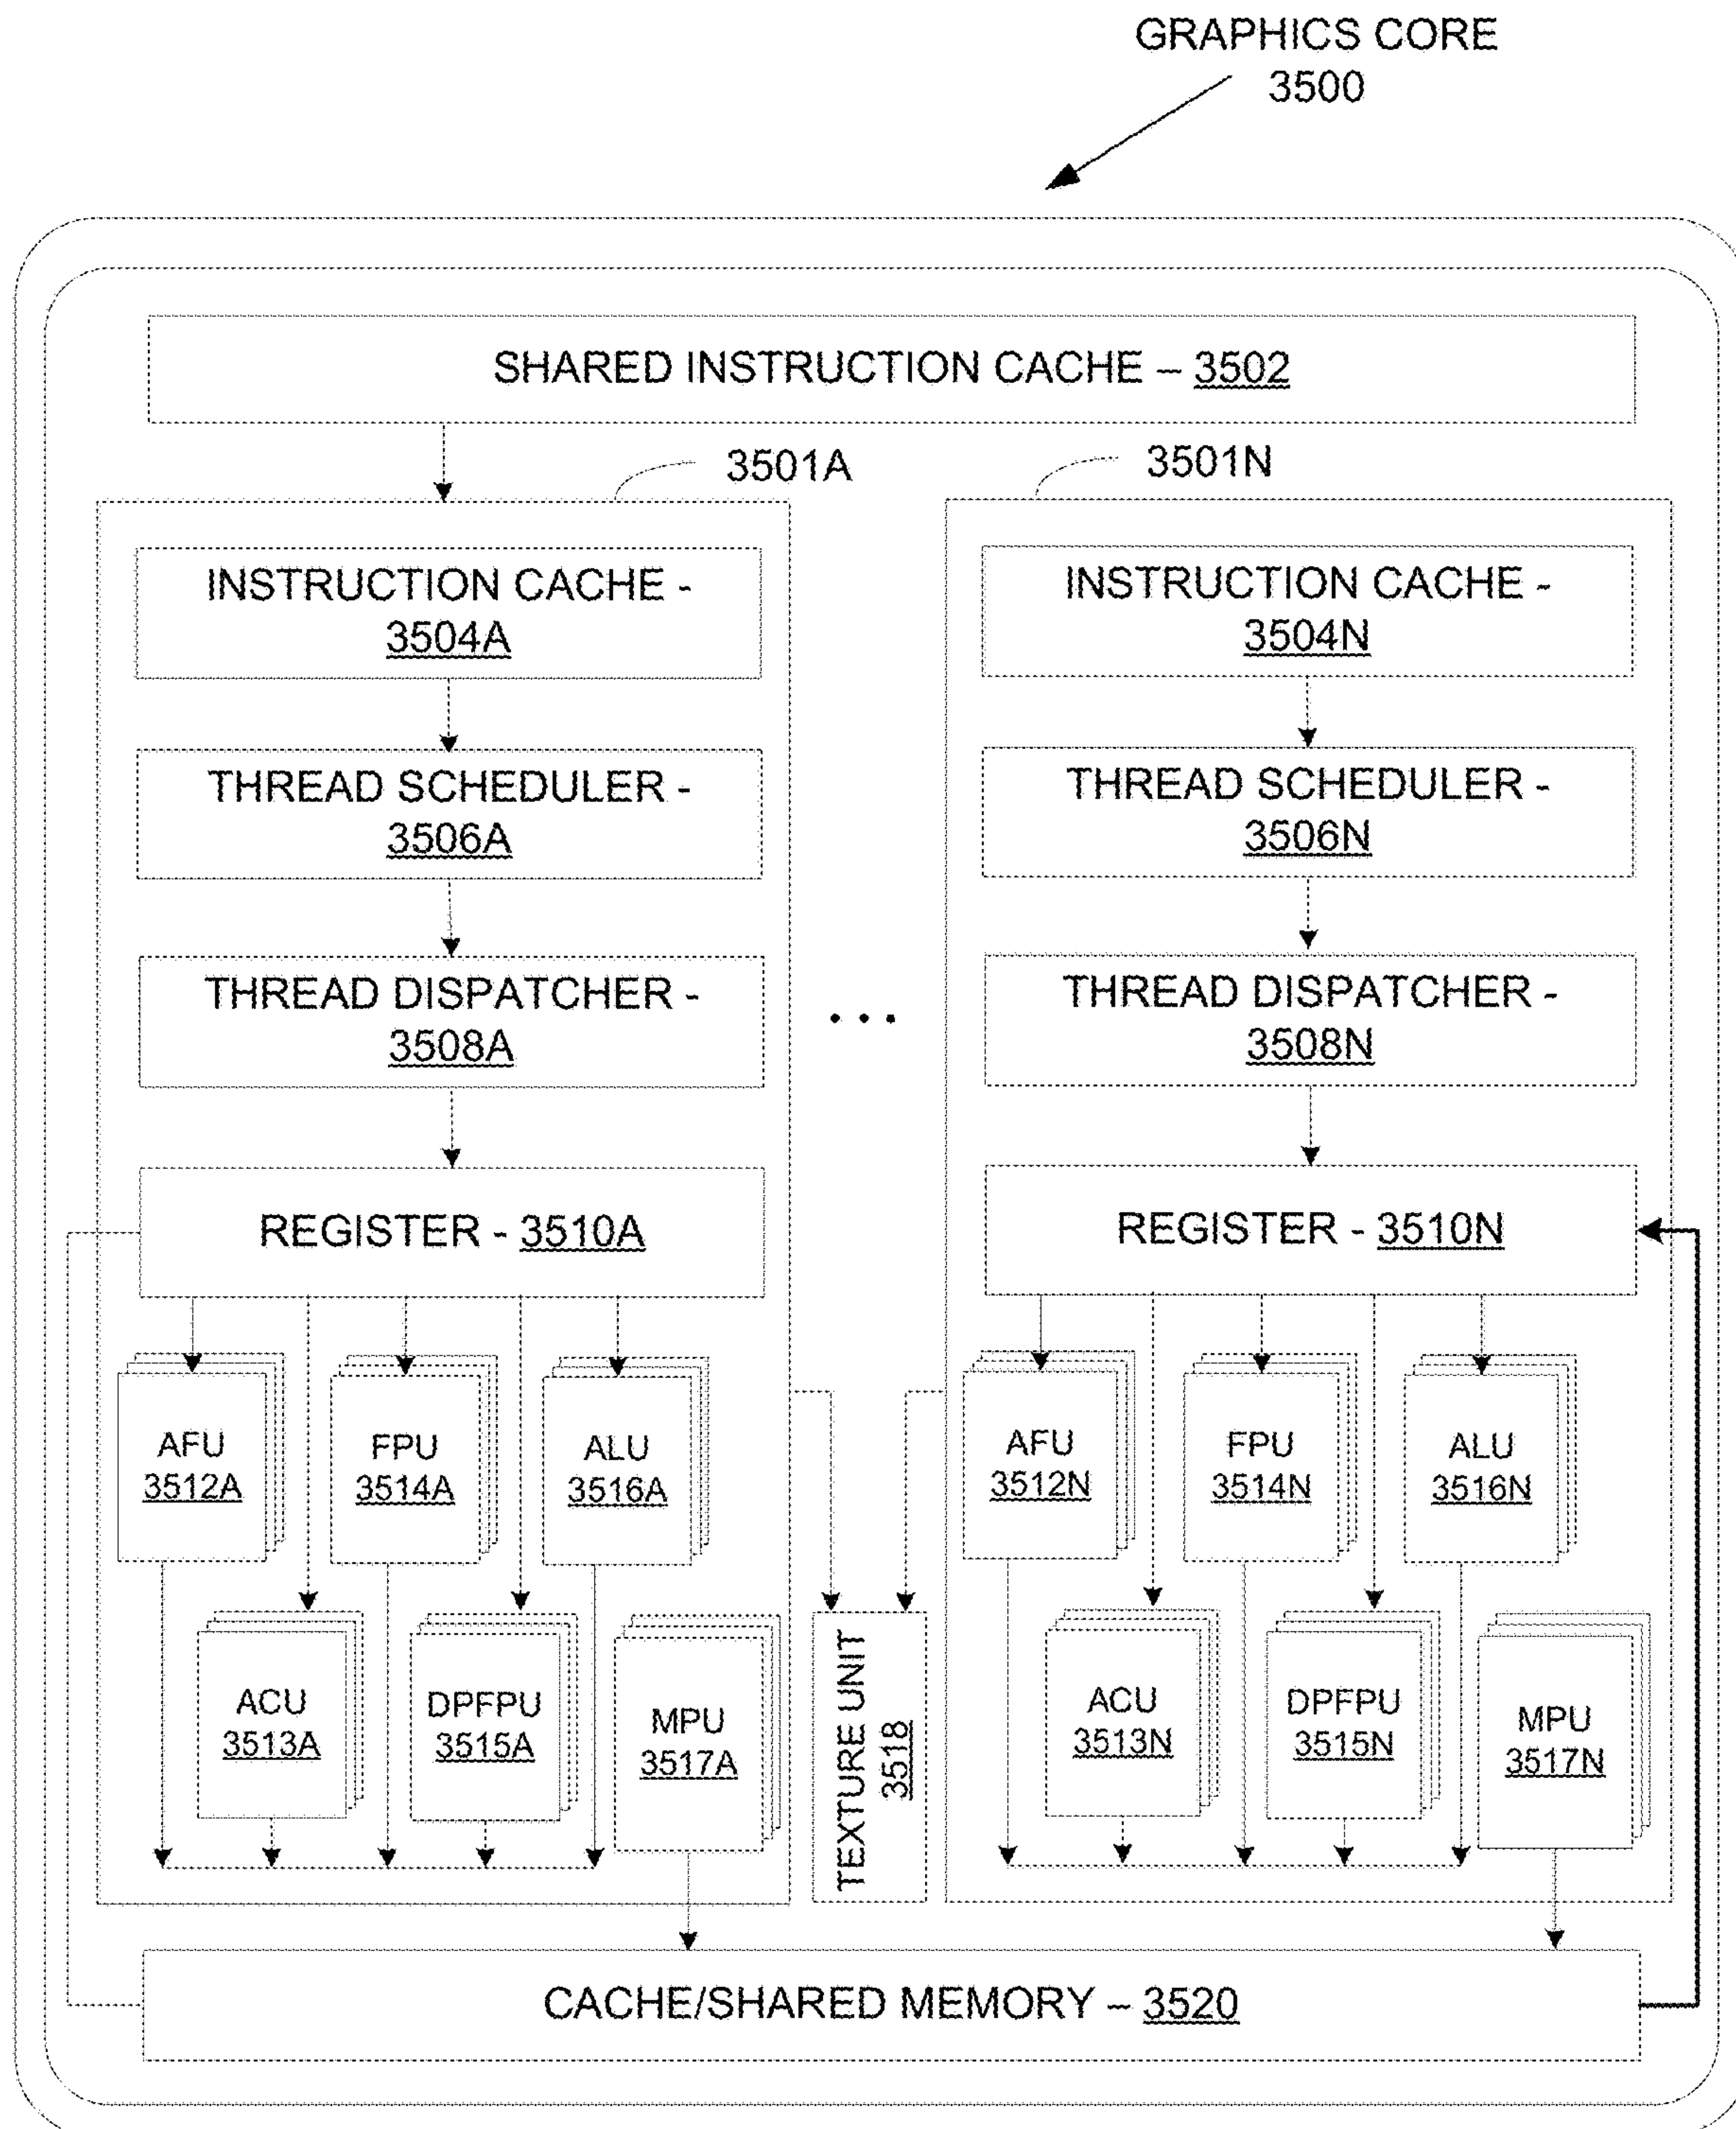 GRAPHICS CORE
3500
SHARED INSTRUCTION CACHE – 3502
3501A
3501N
INSTRUCTION CACHE -
3504A
THREAD SCHEDULER -
3506A
THREAD DISPATCHER -
3508A
REGISTER - 3510A
AFU
3512A
FPU
3514A
ALU
3516A
ACU
3513A
DPFPU
3515A
MPU
3517A
...
TEXTURE UNIT
3518
INSTRUCTION CACHE -
3504N
THREAD SCHEDULER -
3506N
THREAD DISPATCHER -
3508N
REGISTER - 3510N
AFU
3512N
FPU
3514N
ALU
3516N
ACU
3513N
DPFPU
3515N
MPU
3517N
CACHE/SHARED MEMORY – 3520